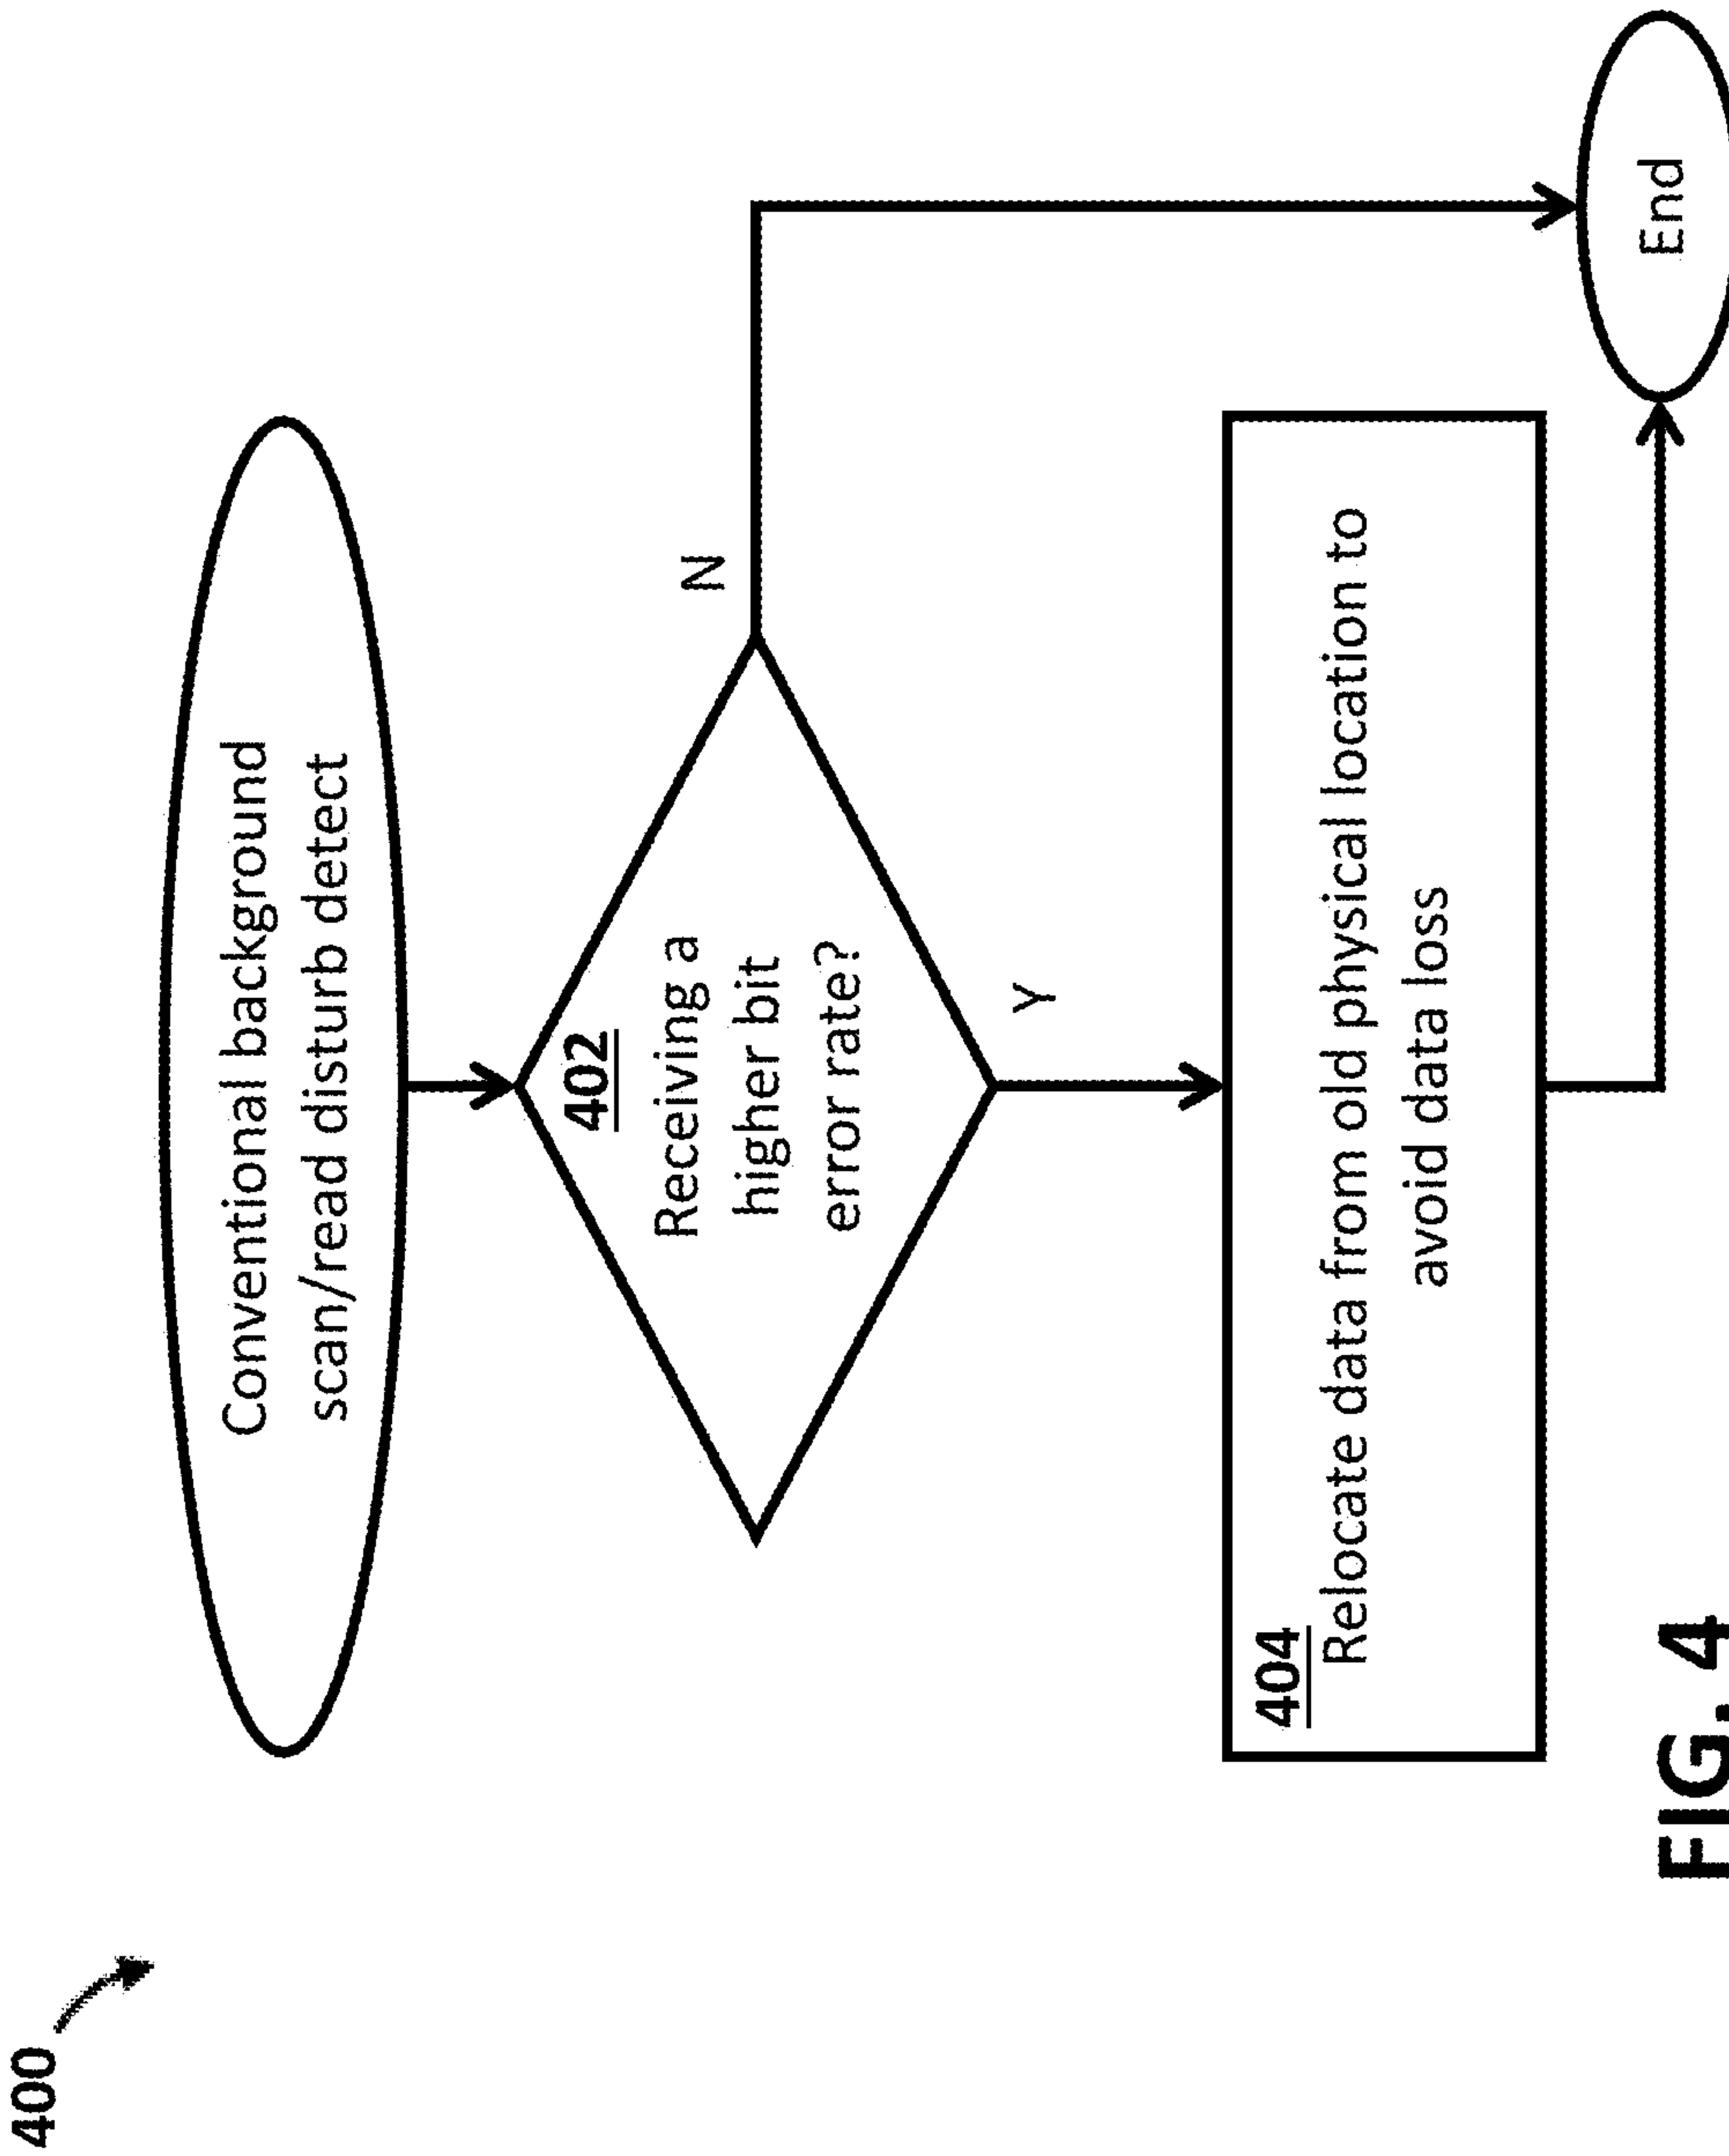 400
Conventional background
scan/read disturb detect
402
Receiving a
higher bit
error rate?
N
Y
404
Relocate data from old physical location to
avoid data loss
End
FIG. 4